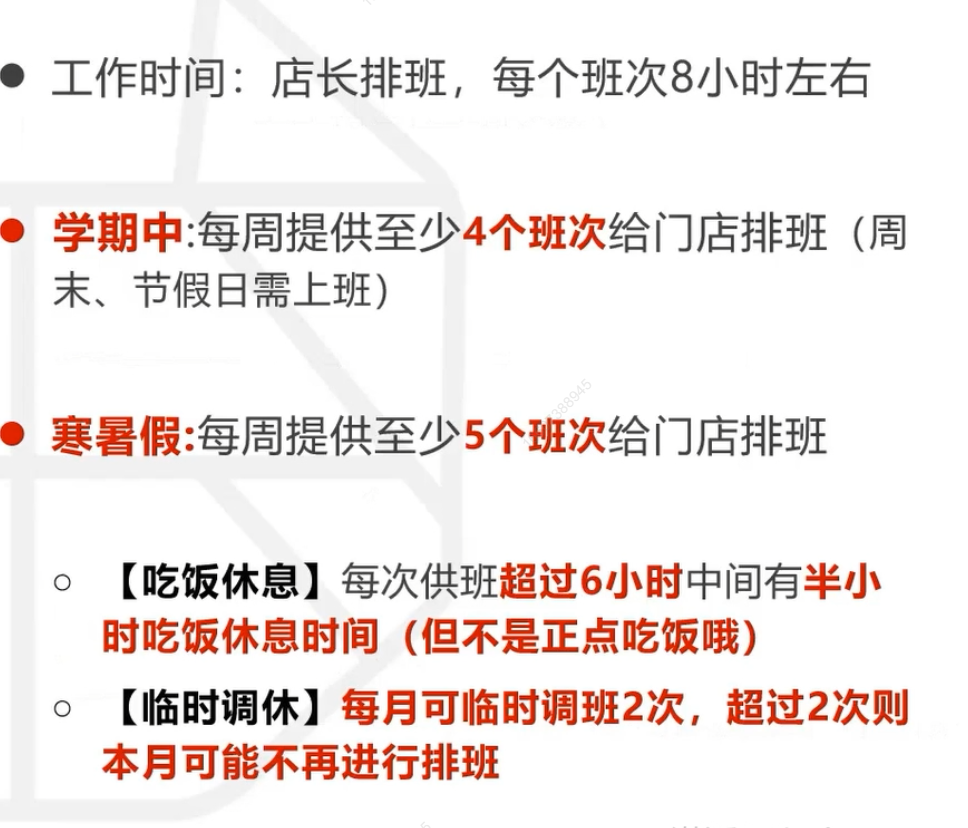 工作时间：店长排班，每个班次8小时左右
学期中:每周提供至少4个班次给门店排班（周
末、节假日需上班）
寒暑假:每周提供至少5个班次给门店排班
【吃饭休息】每次供班超过6小时中间有半小
时吃饭休息时间（但不是正点吃饭哦）
【临时调休】每月可临时调班2次，超过2次则
本月可能不再进行排班